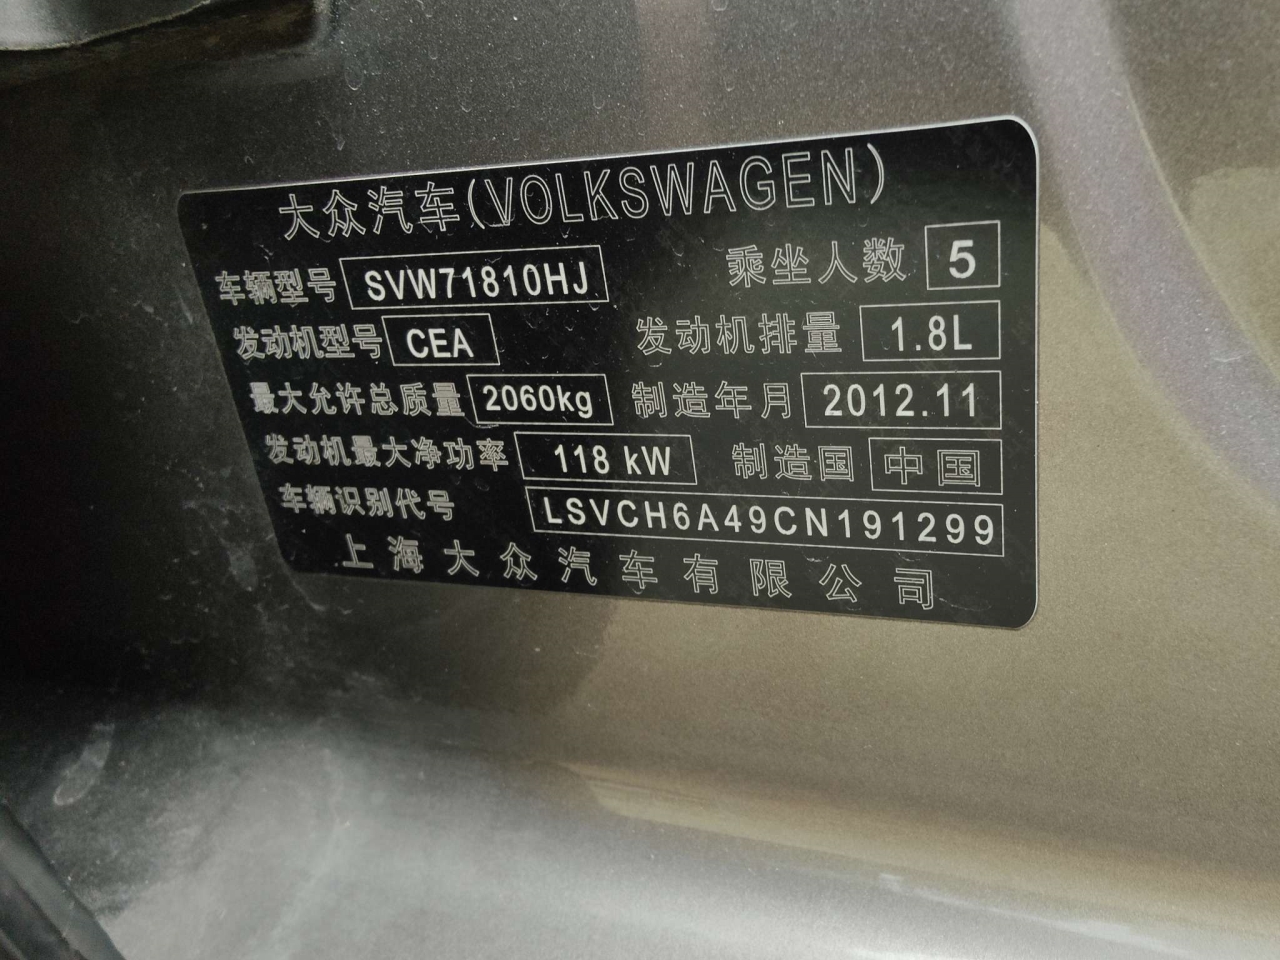 大众汽车(VOLKSWAGEN)
车辆型号 SVW71810HJ 乘坐人数 5
发动机型号 CEA 发动机排量 1.8L
最大允许总质量 2060kg 制造年月 2012.11
发动机最大净功率 118 kW 制造国 中国
车辆识别代号 LSVCH6A49CN191299
上海大众汽车有限公司